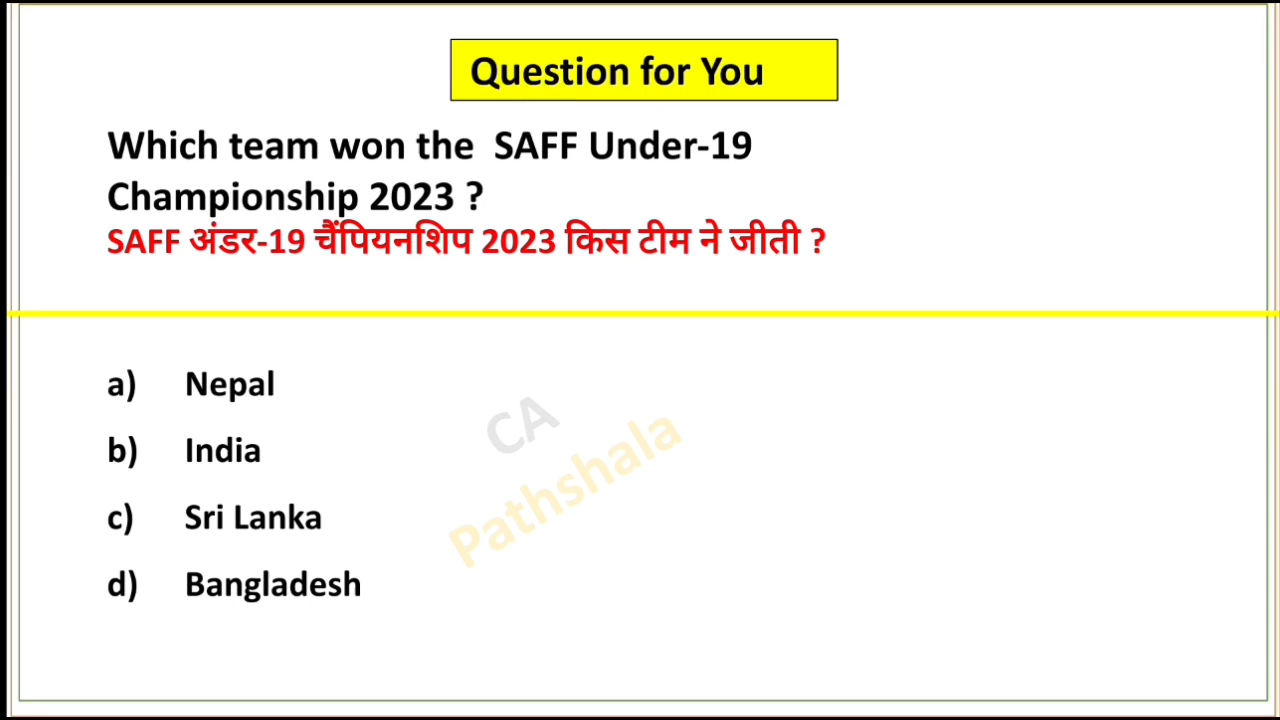 Question for You
Which team won the SAFF Under-19
Championship 2023 ?
SAFF अंडर-19 चैंपियनशिप 2023 किस टीम ने जीती ?
a) Nepal
b) India
c) Sri Lanka
d) Bangladesh
CA
Pathshala